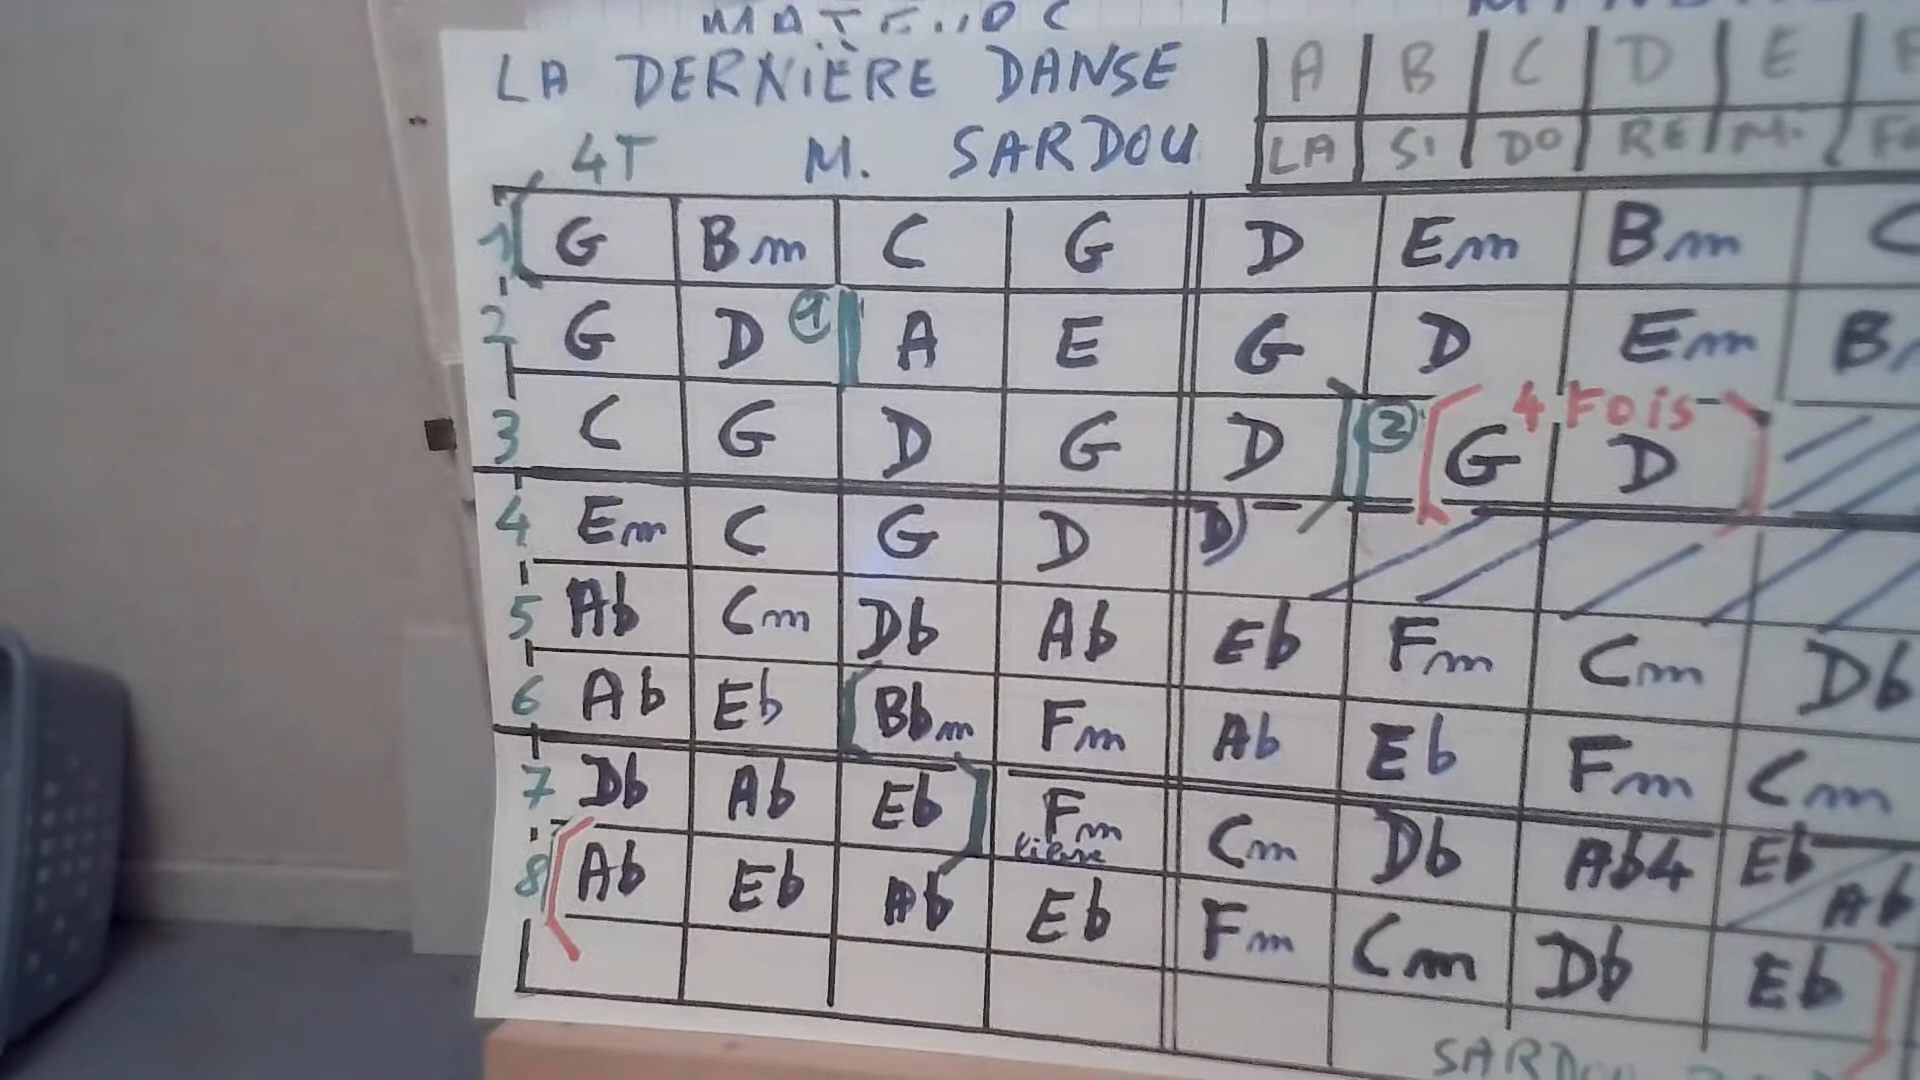 LA DERNIÈRE DANSE
4T M. SARDOU
A B C D E F
LA SI DO RE Mi
1 G Bm C G D Em Bm C
2 G D 1 A E G D Em
3 C G D G D 2 4 Fois G D
4 Em C G D D
5 Ab Cm Db Ab Eb Fm Cm Db
6 Ab Eb Bbm Fm Ab Eb Fm Cm
7 Db Ab Eb Fm Cm Db Ab4 Eb Ab
8 Ab Eb Ab Eb Fm Cm Db Eb
SARDOU